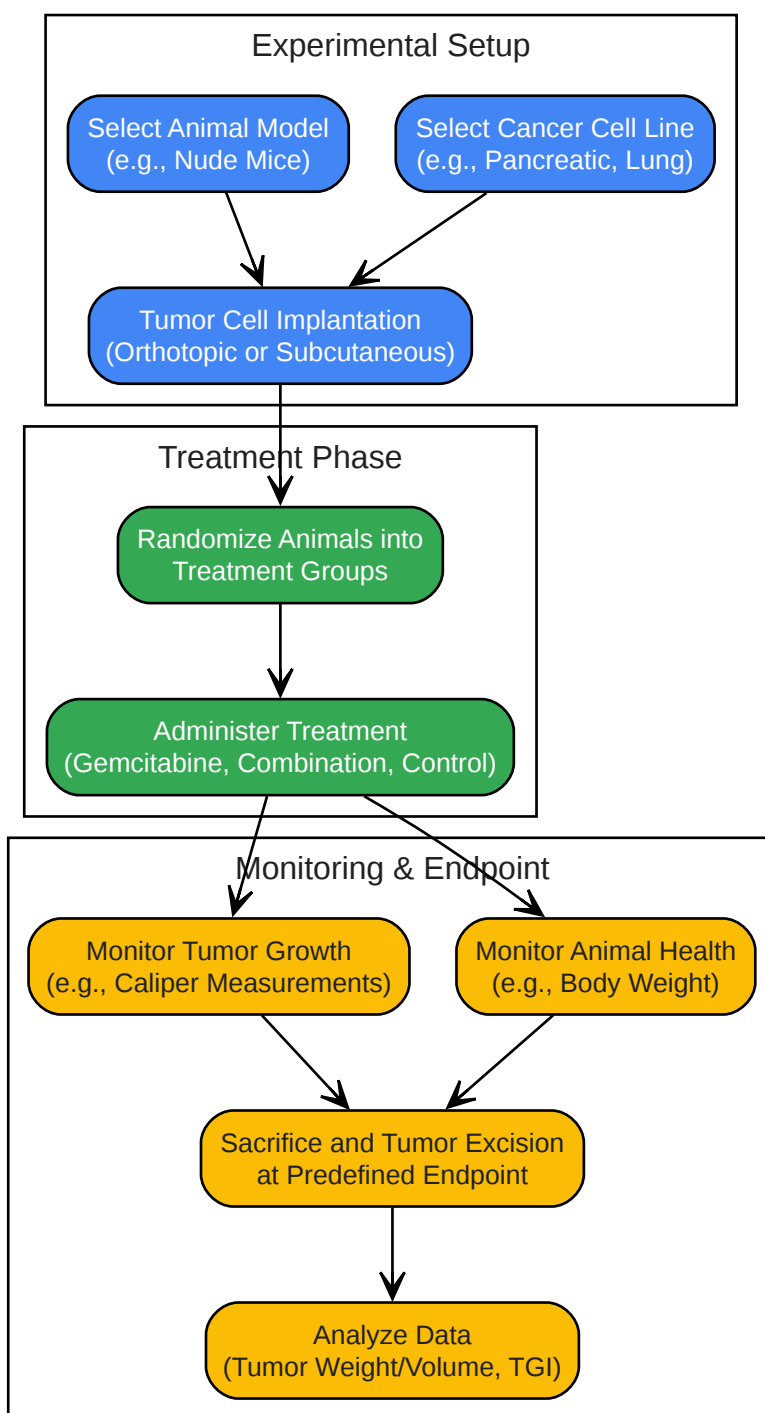 Experimental Setup
Select Animal Model
(e.g., Nude Mice)
Select Cancer Cell Line
(e.g., Pancreatic, Lung)
Tumor Cell Implantation
(Orthotopic or Subcutaneous)
Treatment Phase
Randomize Animals into
Treatment Groups
Administer Treatment
(Gemcitabine, Combination, Control)
Monitoring & Endpoint
Monitor Tumor Growth
(e.g., Caliper Measurements)
Monitor Animal Health
(e.g., Body Weight)
Sacrifice and Tumor Excision
at Predefined Endpoint
Analyze Data
(Tumor Weight/Volume, TGI)